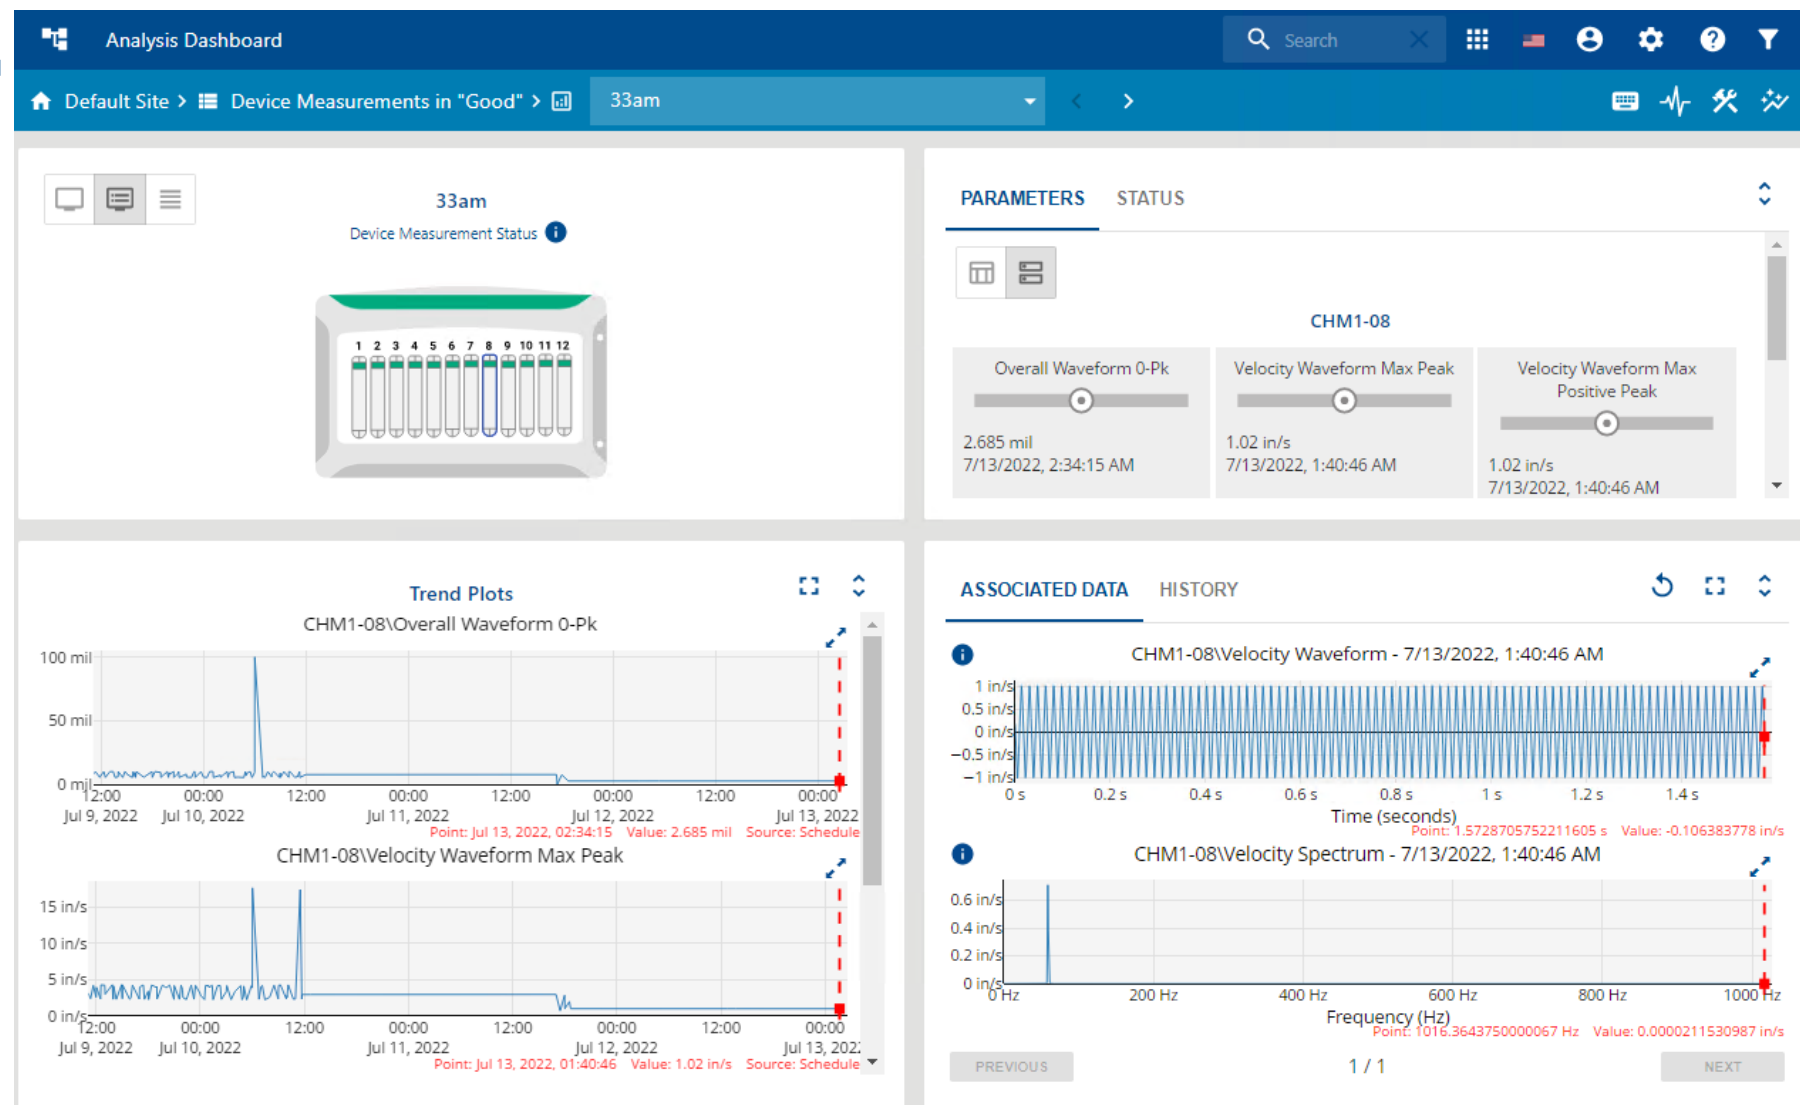 Analysis Dashboard
Search
Default Site
Device Measurements in "Good"
33am
33am
Device Measurement Status
1 2 3 4 5 6 7 8 9 10 11 12
PARAMETERS STATUS
CHM1-08
Overall Waveform 0-Pk
2.685 mil
7/13/2022, 2:34:15 AM
Velocity Waveform Max Peak
1.02 in/s
7/13/2022, 1:40:46 AM
Velocity Waveform Max
Positive Peak
1.02 in/s
7/13/2022, 1:40:46 AM
Trend Plots
CHM1-08\Overall Waveform 0-Pk
100 mil
50 mil
0 mil
12:00 00:00 12:00 00:00 12:00 00:00 12:00 00:00
Jul 9, 2022 Jul 10, 2022 Jul 11, 2022 Jul 12, 2022 Jul 13, 2022
Point: Jul 13, 2022, 02:34:15 Value: 2.685 mil Source: Schedule
CHM1-08\Velocity Waveform Max Peak
15 in/s
10 in/s
5 in/s
0 in/s
12:00 00:00 12:00 00:00 12:00 00:00 12:00 00:00
Jul 9, 2022 Jul 10, 2022 Jul 11, 2022 Jul 12, 2022 Jul 13, 2022
Point: Jul 13, 2022, 01:40:46 Value: 1.02 in/s Source: Schedule
ASSOCIATED DATA HISTORY
CHM1-08\Velocity Waveform - 7/13/2022, 1:40:46 AM
1 in/s
0.5 in/s
0 in/s
−0.5 in/s
−1 in/s
0 s 0.2 s 0.4 s 0.6 s 0.8 s 1 s 1.2 s 1.4 s
Time (seconds)
Point: 1.5728705752211605 s Value: -0.106383778 in/s
CHM1-08\Velocity Spectrum - 7/13/2022, 1:40:46 AM
0.6 in/s
0.4 in/s
0.2 in/s
0 in/s
0 Hz 200 Hz 400 Hz 600 Hz 800 Hz 1000 Hz
Frequency (Hz)
Point: 1016.3643750000067 Hz Value: 0.0000211530987 in/s
PREVIOUS 1 / 1 NEXT